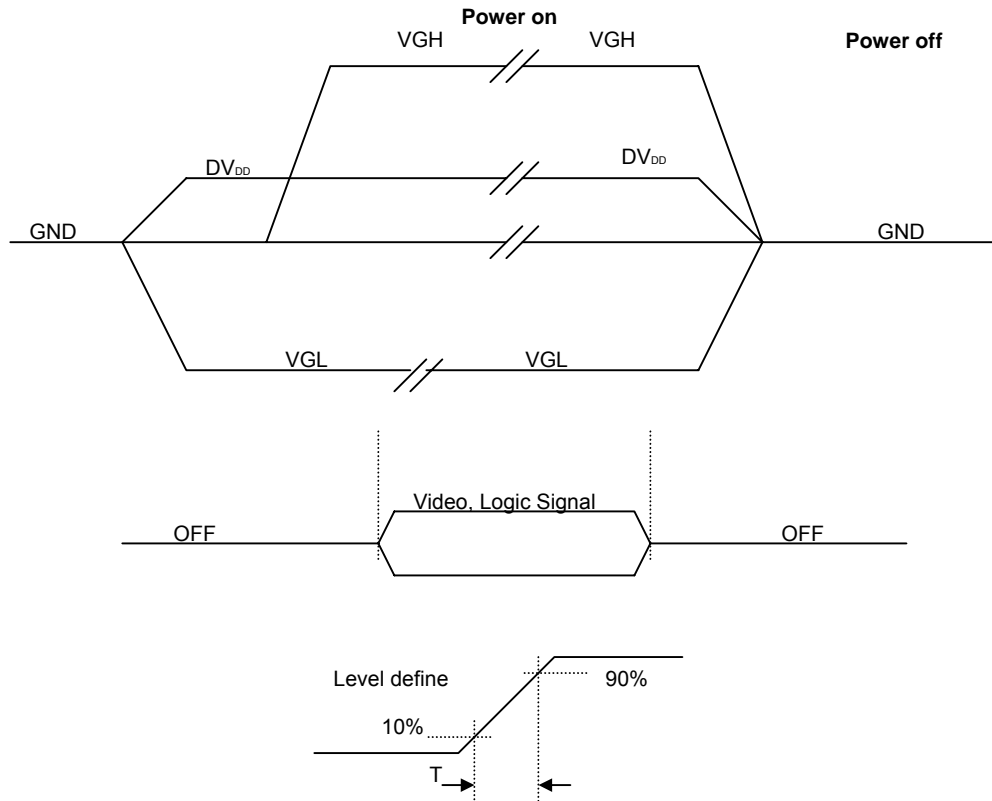 Power on
VGH VGH Power off
DVDD DVDD
GND GND
VGL VGL
Video, Logic Signal
OFF OFF
Level define 90%
10%
T